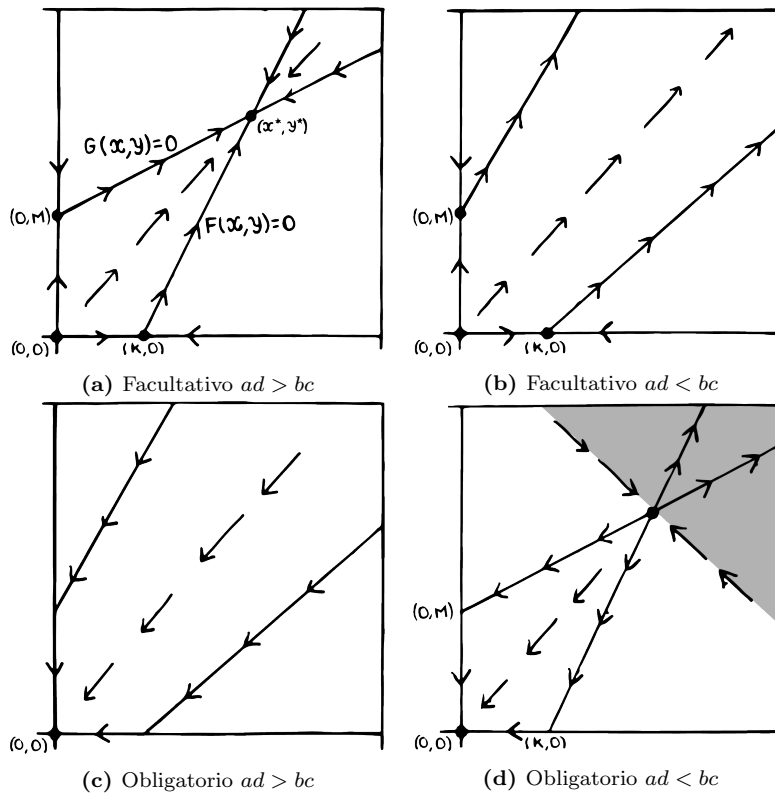 G(x,y)=0
(x*,y*)
(0,M)
F(x,y)=0
(0,0)
(K,0)
(a) Facultativo ad > bc
(0,M)
(0,0)
(K,0)
(b) Facultativo ad < bc
(0,0)
(c) Obligatorio ad > bc
(0,M)
(0,0)
(K,0)
(d) Obligatorio ad < bc